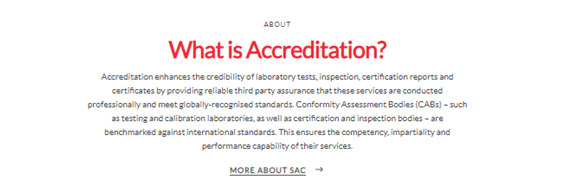 ABOUT
What is Accreditation?
Accreditation enhances the credibility of laboratory tests, inspection, certification reports and
certificates by providing reliable third party assurance that these services are conducted
professionally and meet globally-recognised standards. Conformity Assessment Bodies (CABs) – such
as testing and calibration laboratories, as well as certification and inspection bodies – are
benchmarked against international standards. This ensures the competency, impartiality and
performance capability of their services.
MORE ABOUT SAC →